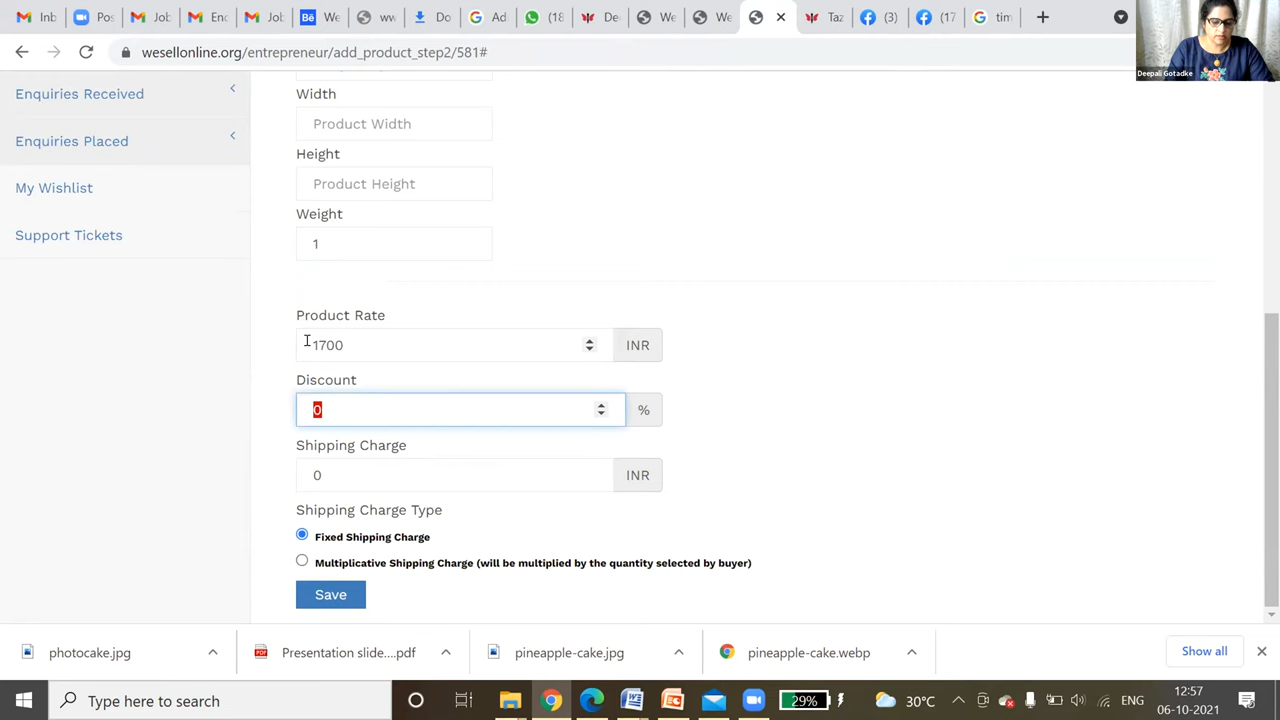 Inb
Pos
Jol
En
Jol
We
ww
Do
Ad
(18
De
We
We
Taz
(3)
(17
tim
wesellonline.org/entrepreneur/add_product_step2/581#
Deepali Gotadke
Enquiries Received
Enquiries Placed
My Wishlist
Support Tickets
Width
Product Width
Height
Product Height
Weight
1
Product Rate
1700
INR
Discount
0
%
Shipping Charge
0
INR
Shipping Charge Type
Fixed Shipping Charge
Multiplicative Shipping Charge (will be multiplied by the quantity selected by buyer)
Save
photocake.jpg
Presentation slide....pdf
pineapple-cake.jpg
pineapple-cake.webp
Show all
Type here to search
29%
30°C
ENG
12:57
06-10-2021